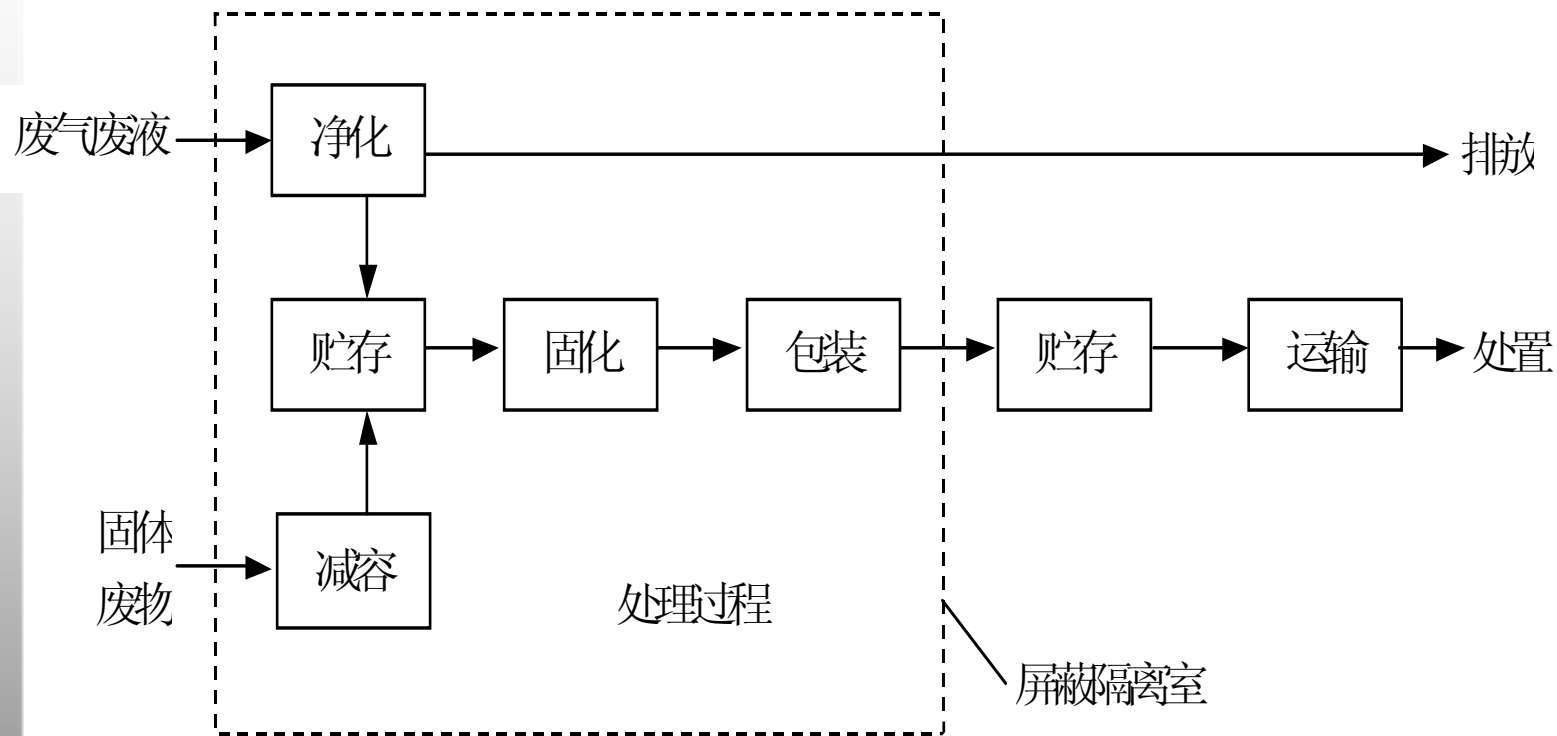 废气废液
净化
排放
贮存
固化
包装
贮存
运输
处置
固体
废物
减容
处理过程
屏蔽隔离室